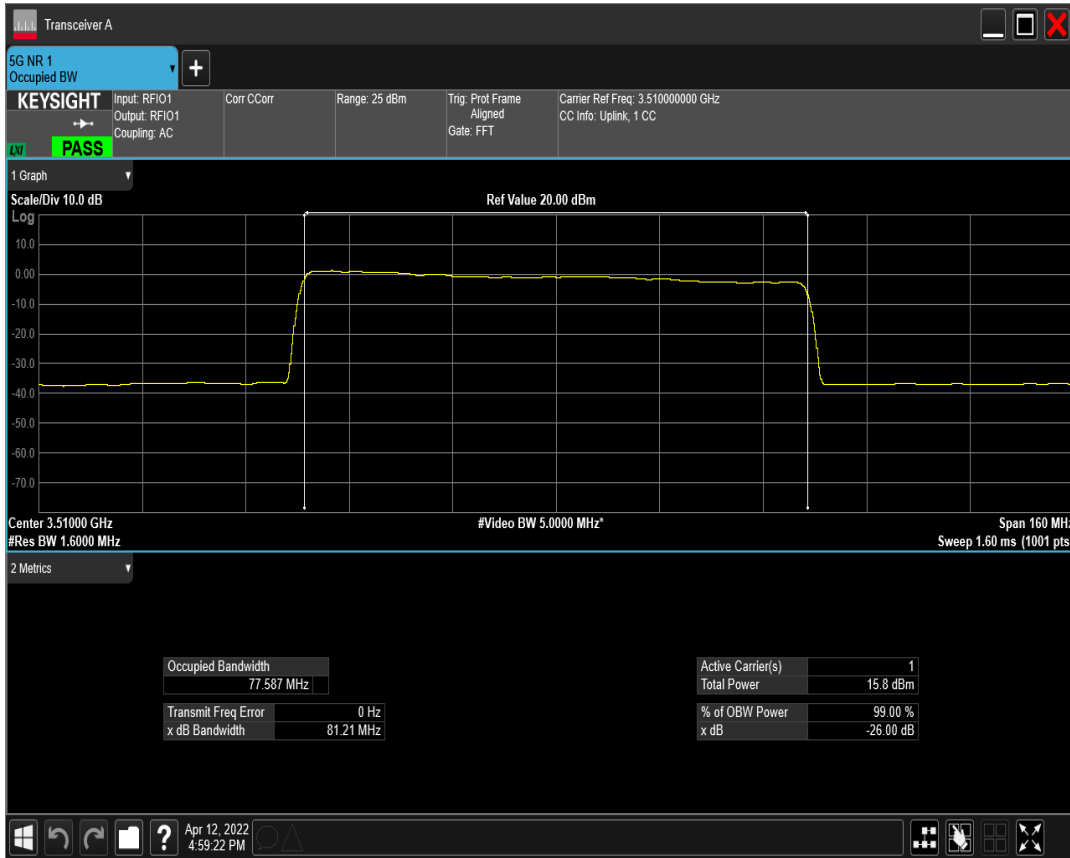 Transceiver A
5G NR 1
Occupied BW
+
KEYSIGHT
LXI
PASS
Input: RFIO1
Output: RFIO1
Coupling: AC
Corr CCorr
Range: 25 dBm
Trig: Prot Frame
Aligned
Gate: FFT
Carrier Ref Freq: 3.510000000 GHz
CC Info: Uplink, 1 CC
1 Graph
Scale/Div 10.0 dB
Ref Value 20.00 dBm
Log
10.0
0.00
-10.0
-20.0
-30.0
-40.0
-50.0
-60.0
-70.0
Center 3.51000 GHz
#Video BW 5.0000 MHz*
Span 160 MHz
#Res BW 1.6000 MHz
Sweep 1.60 ms (1001 pts
2 Metrics
Occupied Bandwidth
77.587 MHz
Transmit Freq Error 0 Hz
x dB Bandwidth 81.21 MHz
Active Carrier(s) 1
Total Power 15.8 dBm
% of OBW Power 99.00 %
x dB -26.00 dB
?
Apr 12, 2022
4:59:22 PM